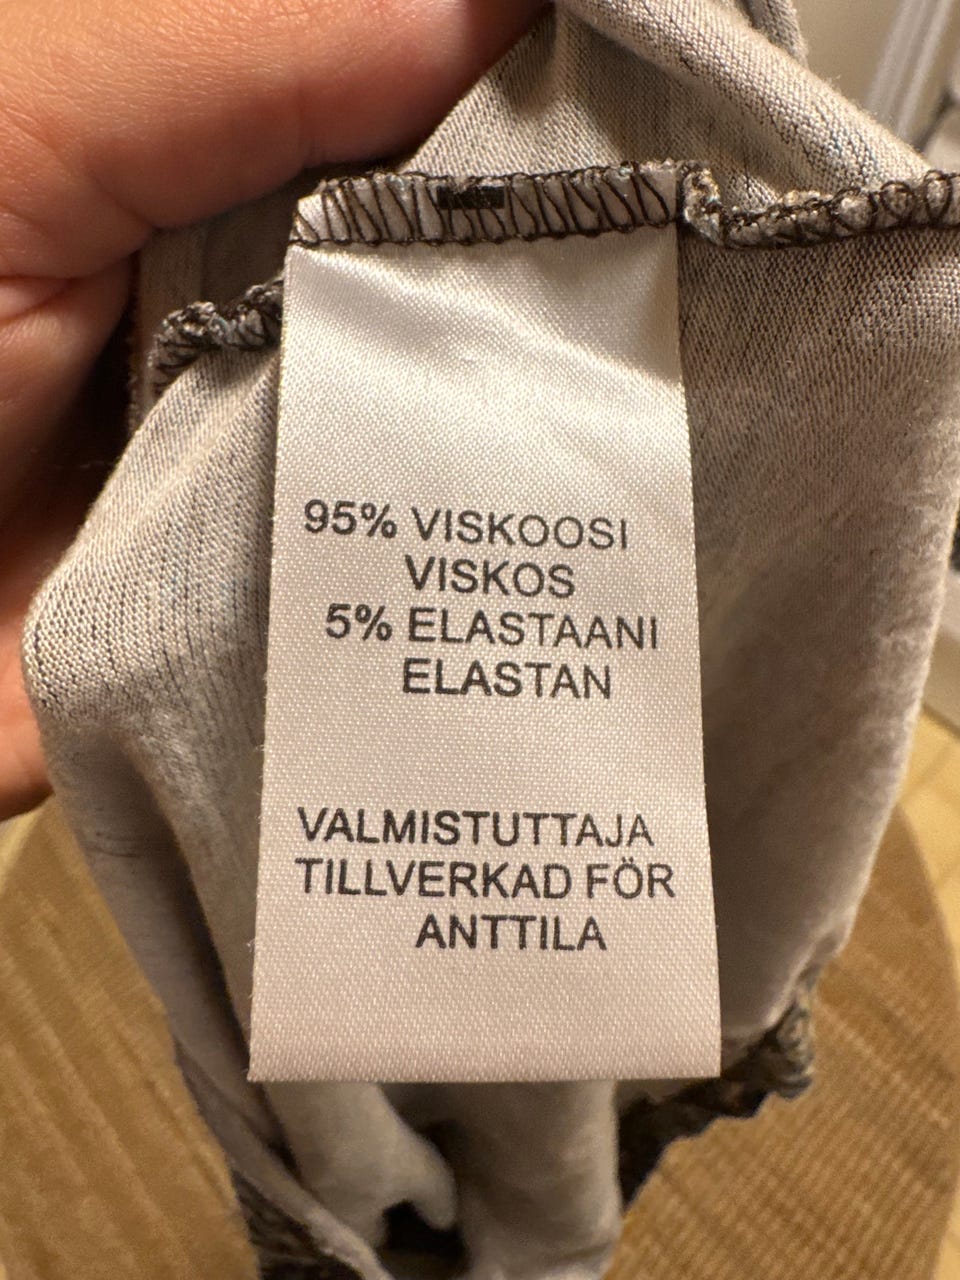 95% VISKOOSI
VISKOS
5% ELASTAANI
ELASTAN
VALMISTUTTAJA
TILLVERKAD FÖR
ANTTILA